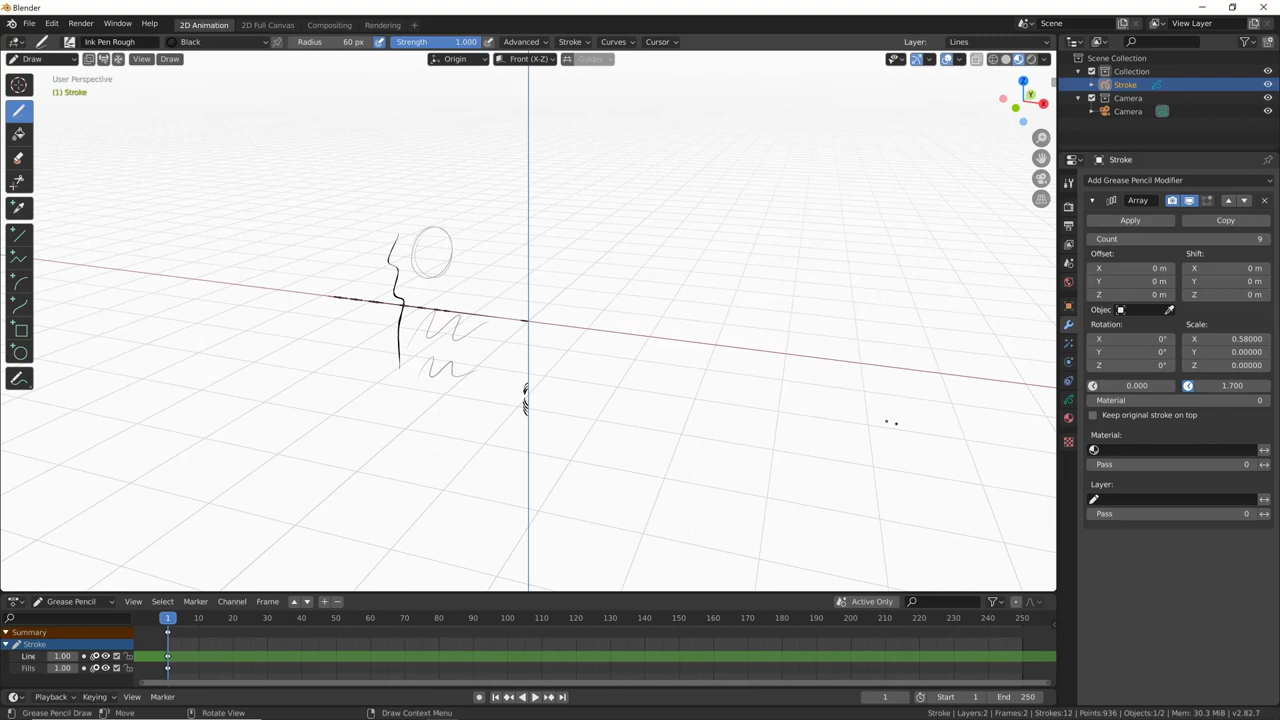 Blender
File Edit Window Help 2D Animation 2D Full Canvas Compositing Rendering Scene View Layer
Ink Pen Rough Black Radius 60 px Strength 1.000 Advanced Stroke Curves Cursor Layer: Lines
Draw View Draw Origin Front (X-Z) Guides
User Perspective
(1) Stroke
Z
Y
X
Scene Collection
Collection
Stroke
Camera
Camera
Stroke
Add Grease Pencil Modifier
Array
Apply Copy
Count 9
Offset: Shift:
X 0 m X 0 m
Y 0 m Y 0 m
Z 0 m Z 0 m
Objec
Rotation: Scale:
X 0° X 0.58000
Y 0° Y 0.00000
Z 0° Z 0.00000
0.000 1.700
Material 0
Keep original stroke on top
Material:
Pass 0
Layer:
Pass 0
Grease Pencil View Select Marker Channel Frame Active Only
1 10 20 30 40 50 60 70 80 90 100 110 120 130 140 150 160 170 180 190 200 210 220 230 240 250
Summary
Stroke
Line 1.00
Fills 1.00
Playback Keying View Marker 1 Start 1 End 250
Grease Pencil Draw Move Rotate View Draw Context Menu Stroke | Layers:2 | Frames:2 | Strokes:12 | Points:936 | Objects:1/2 | Mem: 30.3 MiB | v2.82.7